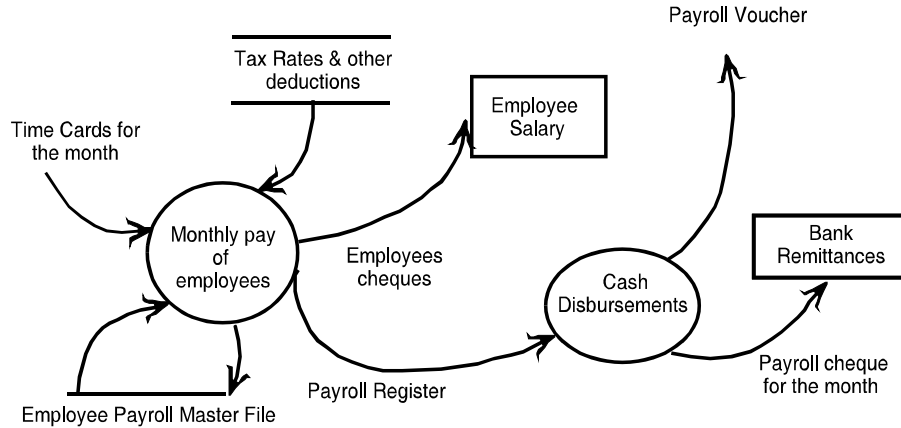 Payroll Voucher
Tax Rates & other
deductions
Employee
Salary
Time Cards for
the month
Monthly pay
of
employees
Employees
cheques
Bank
Remittances
Cash
Disbursements
Payroll cheque
for the month
Payroll Register
Employee Payroll Master File